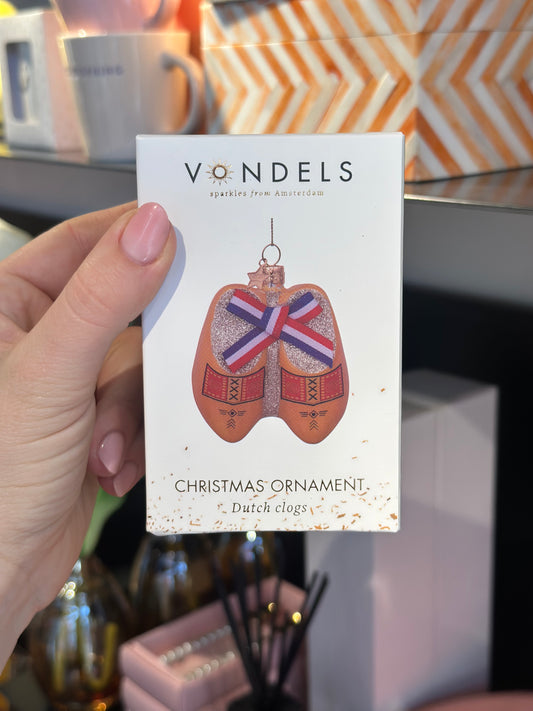 VONDELS
sparkles from Amsterdam
CHRISTMAS ORNAMENT
Dutch clogs